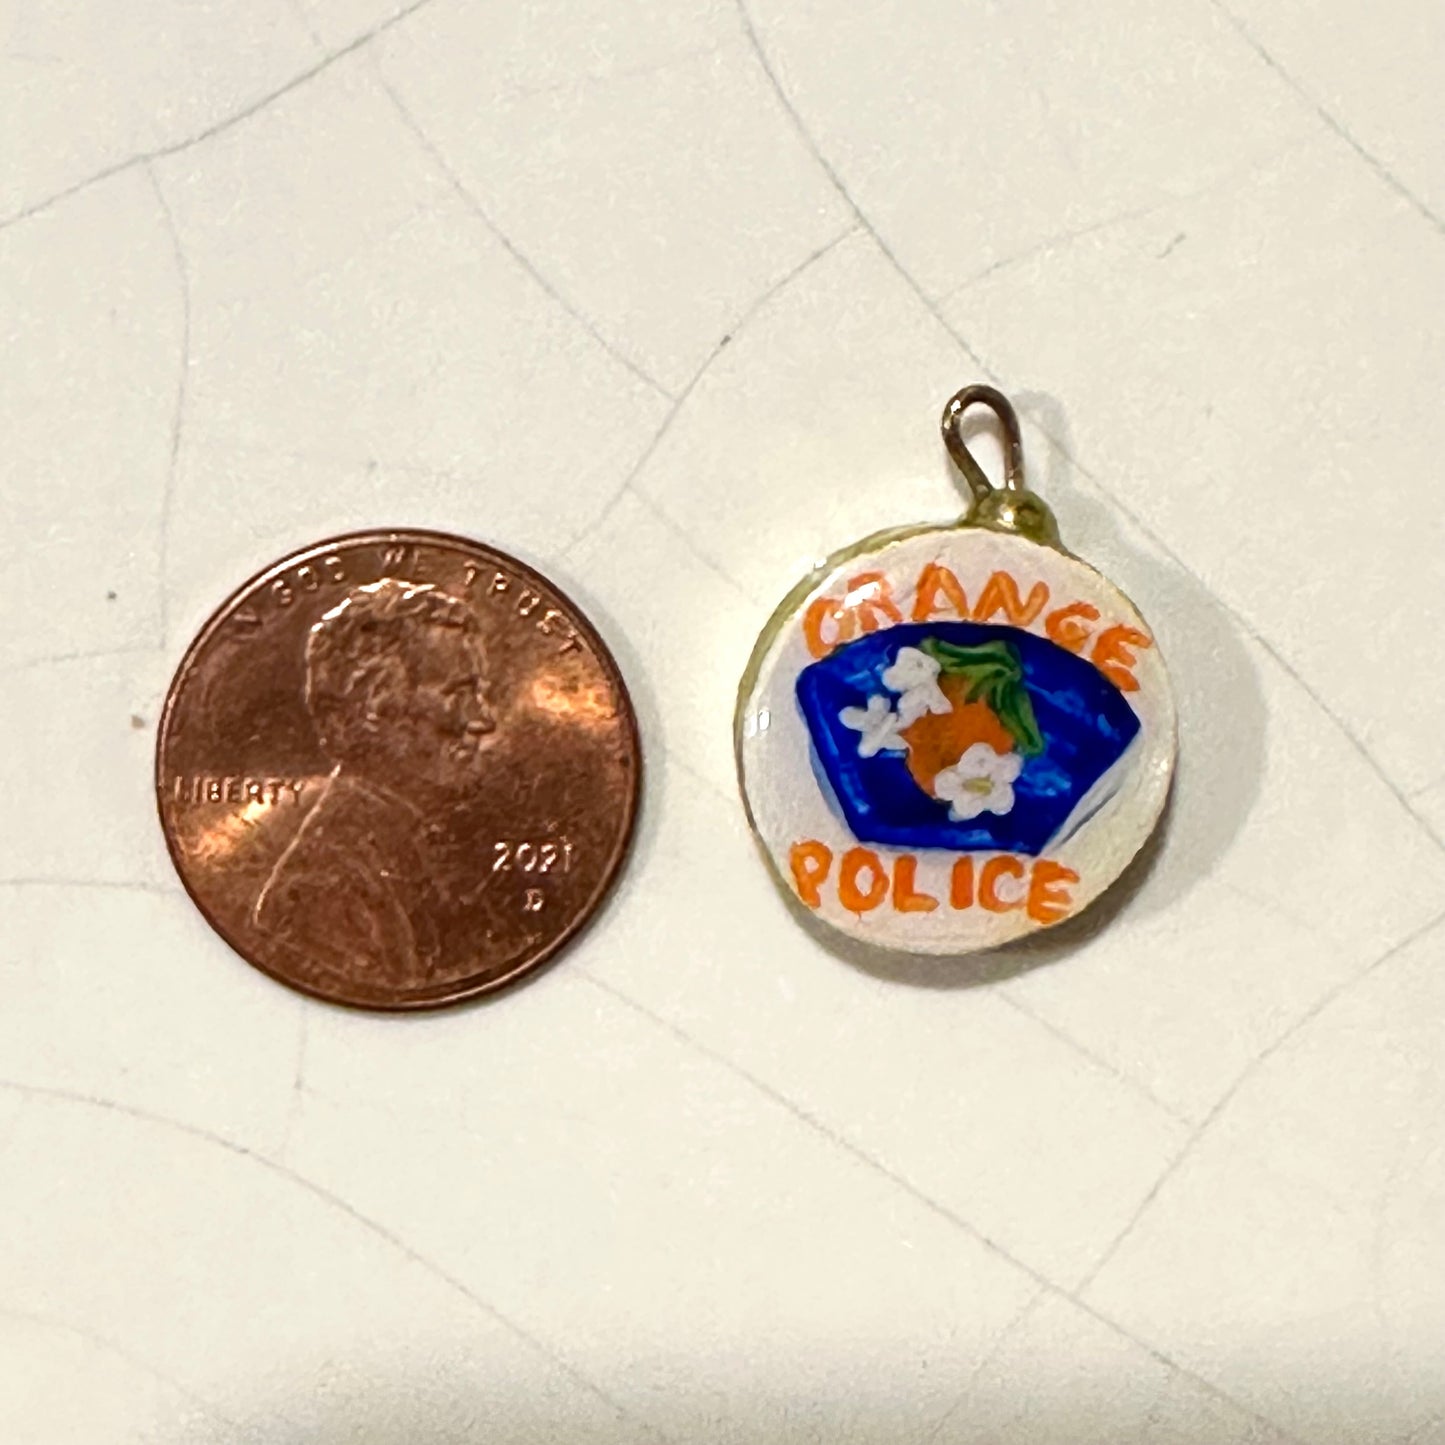 IN GOD WE TRUST
LIBERTY
2021
D
ORANGE
POLICE